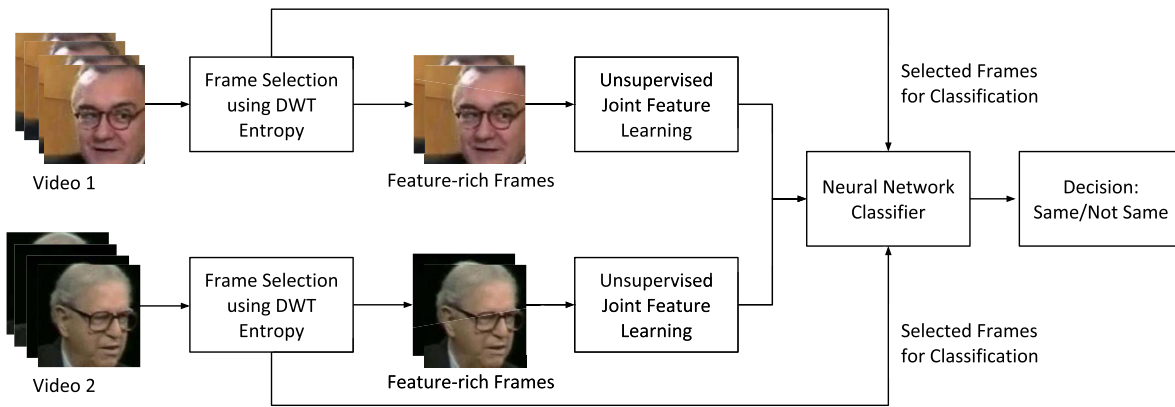 Frame Selection
using DWT
Entropy
Unsupervised
Joint Feature
Learning
Selected Frames
for Classification
Video 1
Feature-rich Frames
Neural Network
Classifier
Decision:
Same/Not Same
Frame Selection
using DWT
Entropy
Unsupervised
Joint Feature
Learning
Selected Frames
for Classification
Video 2
Feature-rich Frames